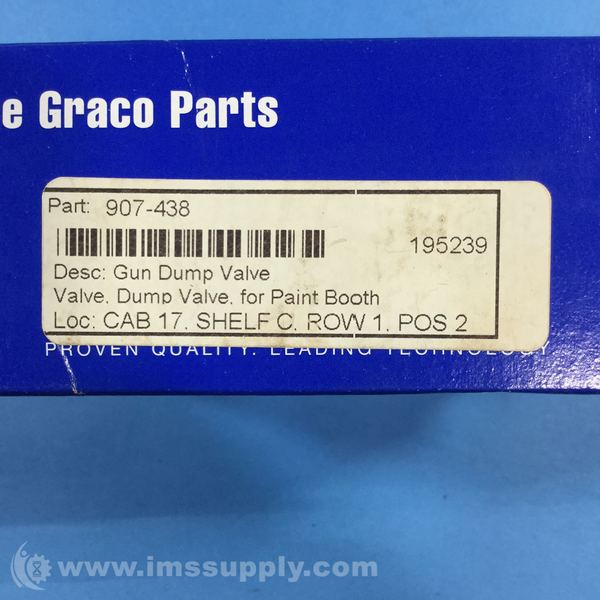 e Graco Parts
Part: 907-438
195239
Desc: Gun Dump Valve
Valve, Dump Valve, for Paint Booth
Loc: CAB 17, SHELF C, ROW 1, POS 2
PROVEN QUALITY. LEADING TECHNOLOGY
ims
www.imssupply.com